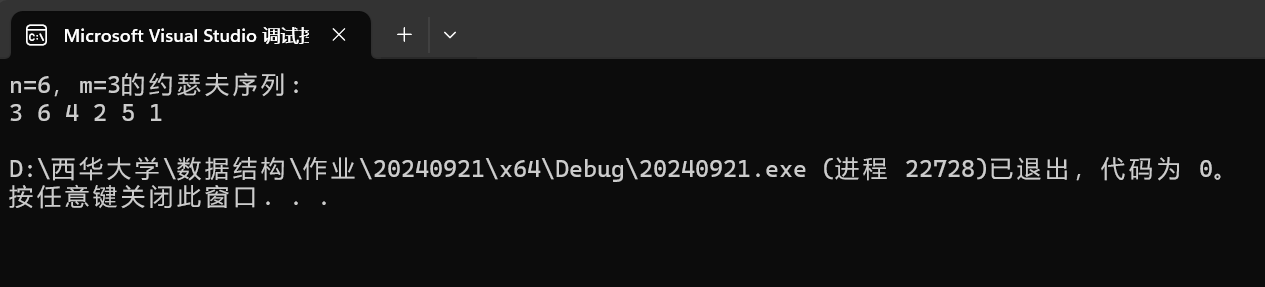 Microsoft Visual Studio 调试
n=6, m=3的约瑟夫序列:
3 6 4 2 5 1
D:\西华大学\数据结构\作业\20240921\x64\Debug\20240921.exe (进程 22728)已退出，代码为 0。
按任意键关闭此窗口. . .